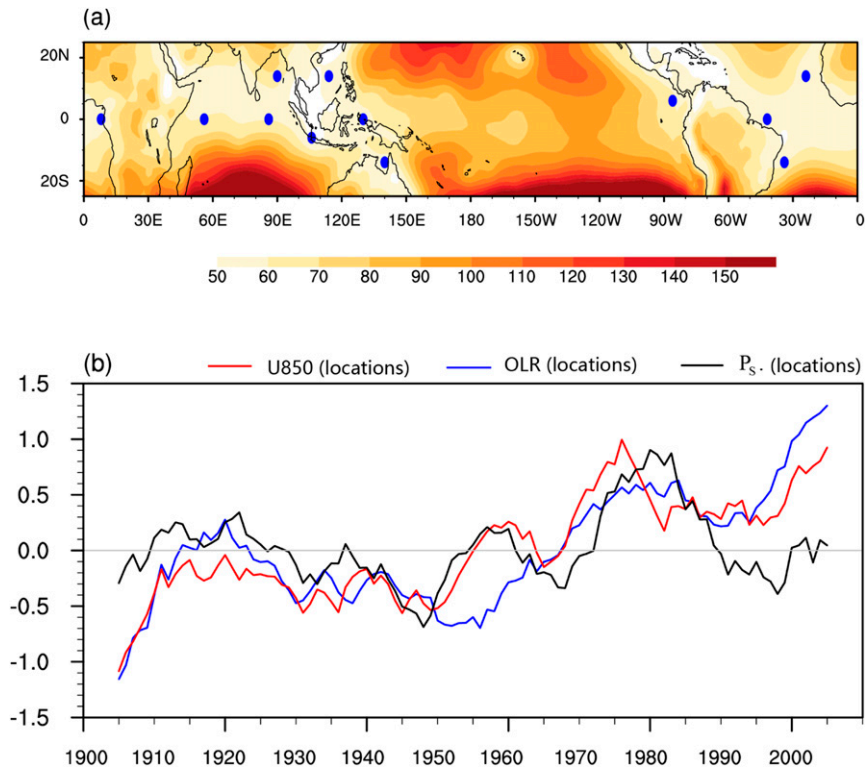 (a)
20N
0
20S
0 30E 60E 90E 120E 150E 180 150W 120W 90W 60W 30W 0
50 60 70 80 90 100 110 120 130 140 150
(b)
U850 (locations) OLR (locations) Ps. (locations)
1.5
1.0
0.5
0.0
-0.5
-1.0
-1.5
1900 1910 1920 1930 1940 1950 1960 1970 1980 1990 2000